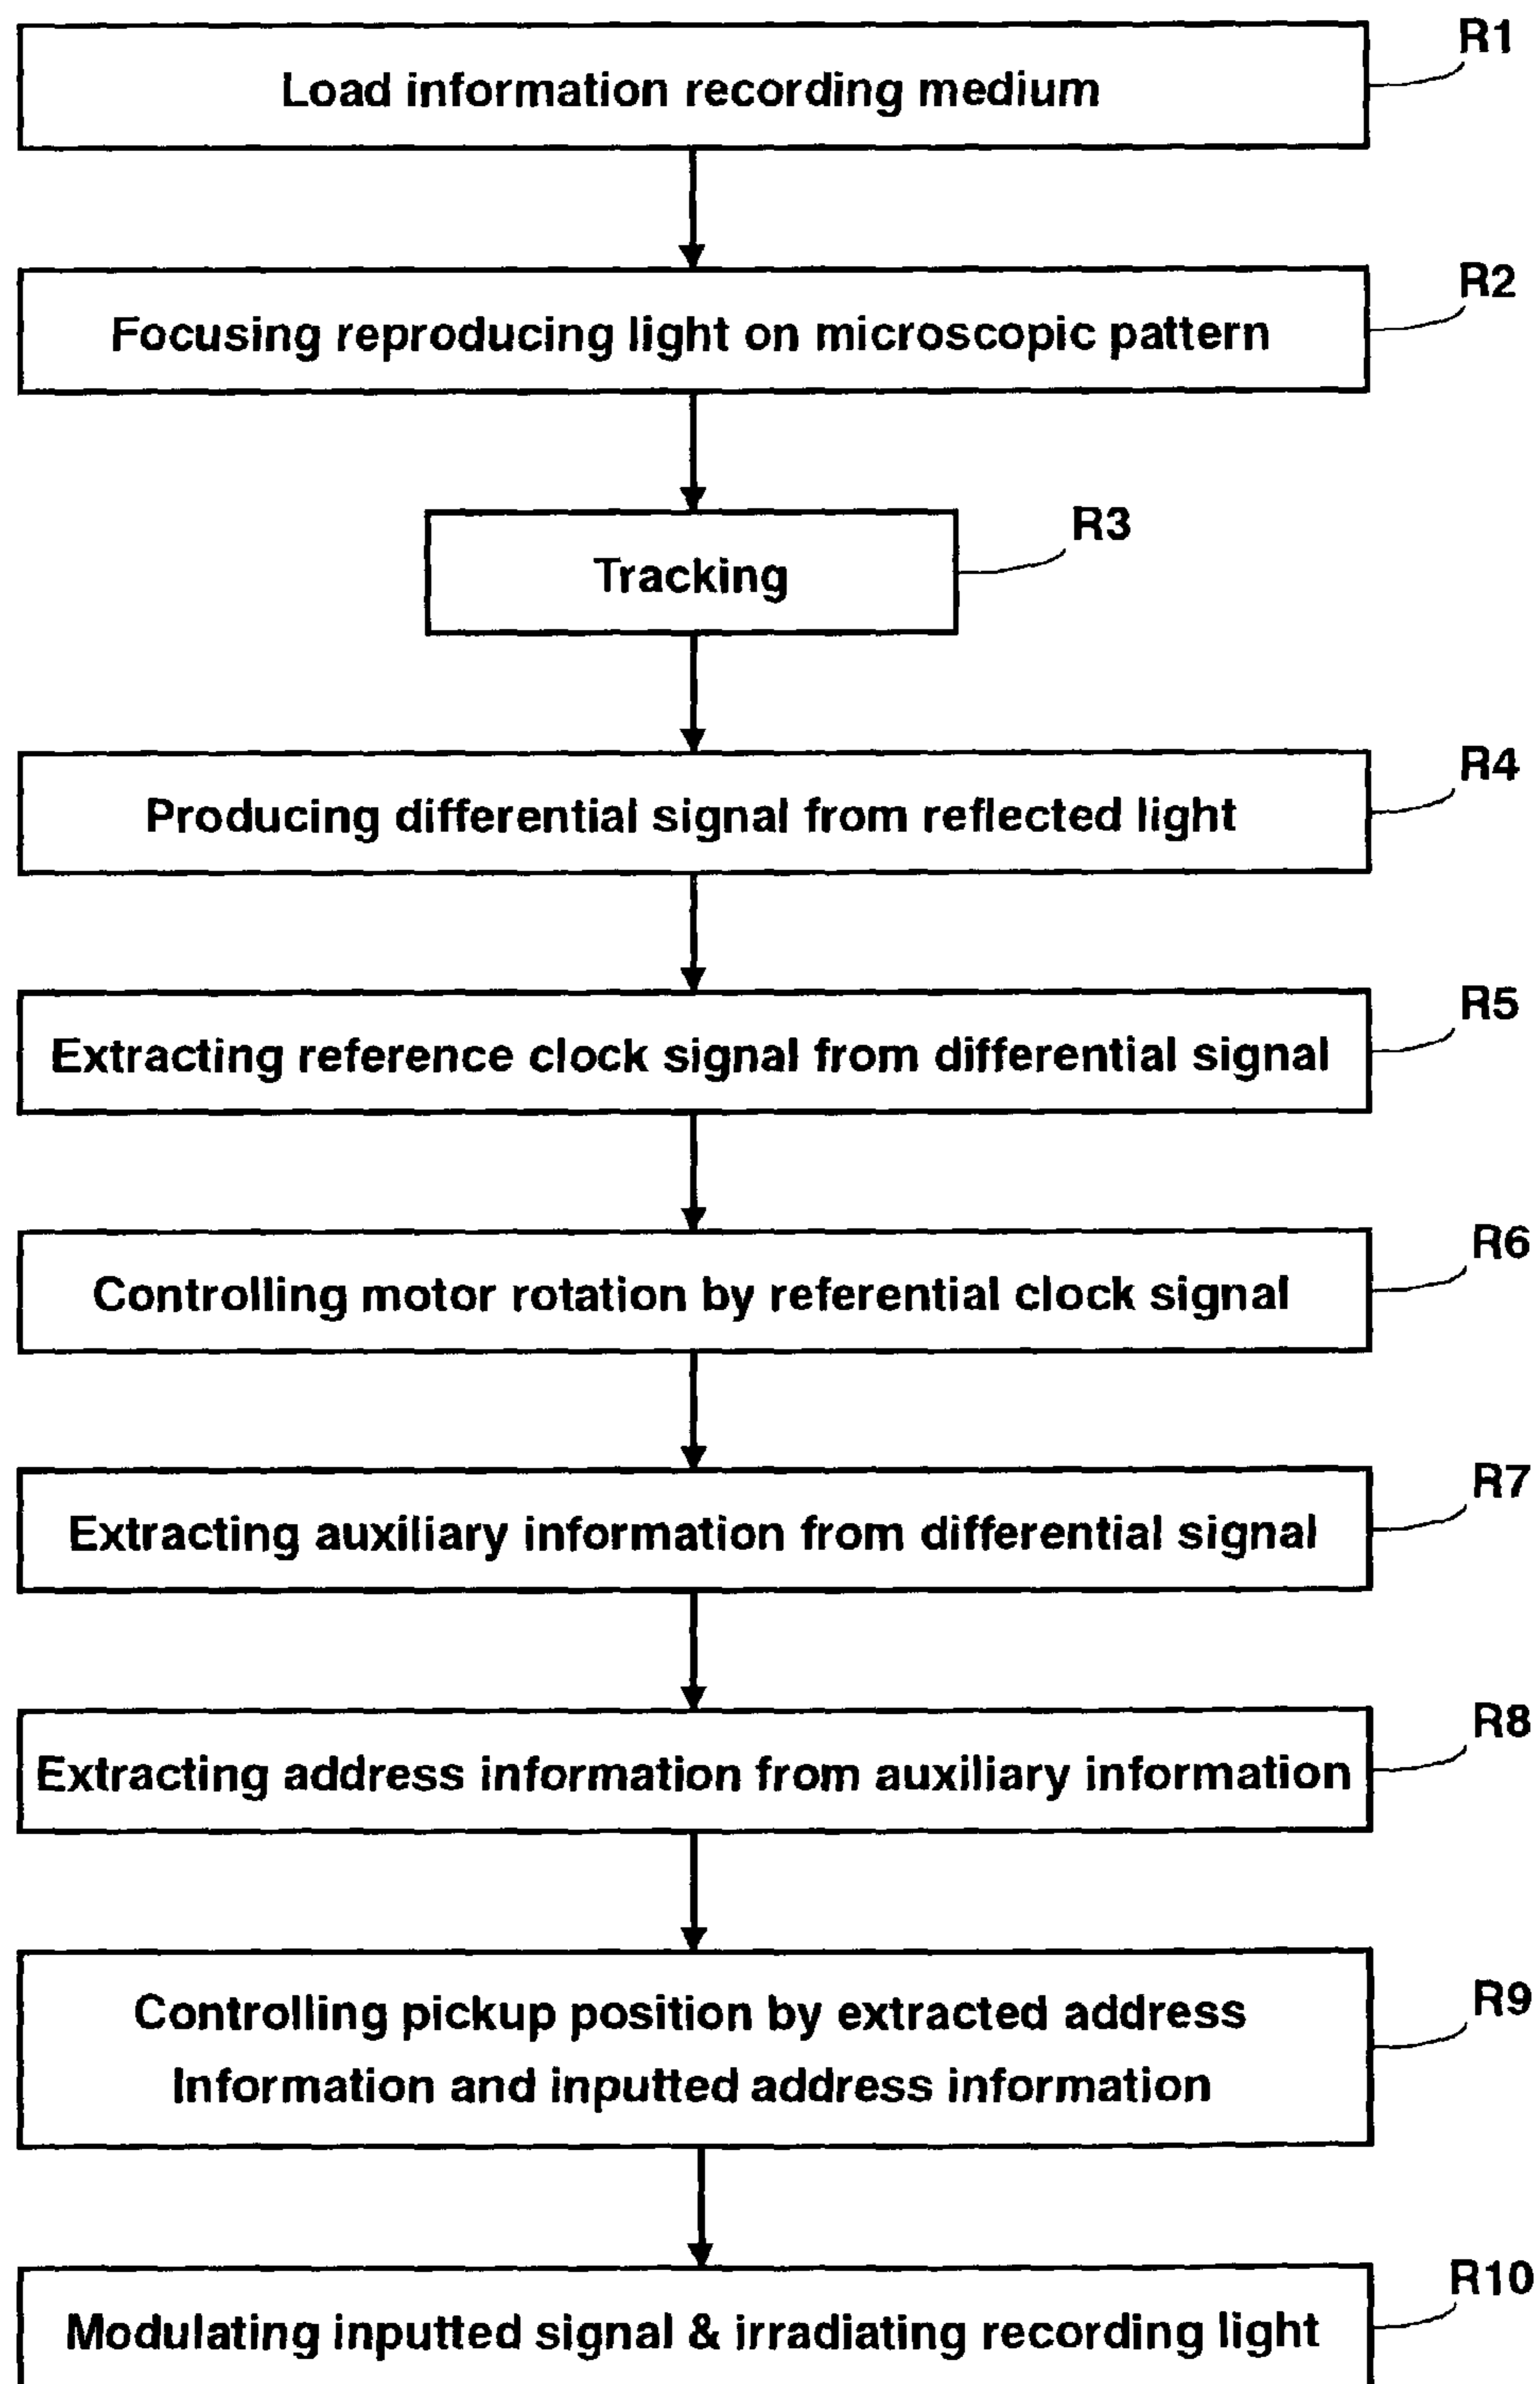 R1
Load information recording medium
R2
Focusing reproducing light on microscopic pattern
R3
Tracking
R4
Producing differential signal from reflected light
R5
Extracting reference clock signal from differential signal
R6
Controlling motor rotation by referential clock signal
R7
Extracting auxiliary information from differential signal
R8
Extracting address information from auxiliary information
R9
Controlling pickup position by extracted address
Information and inputted address information
R10
Modulating inputted signal & irradiating recording light